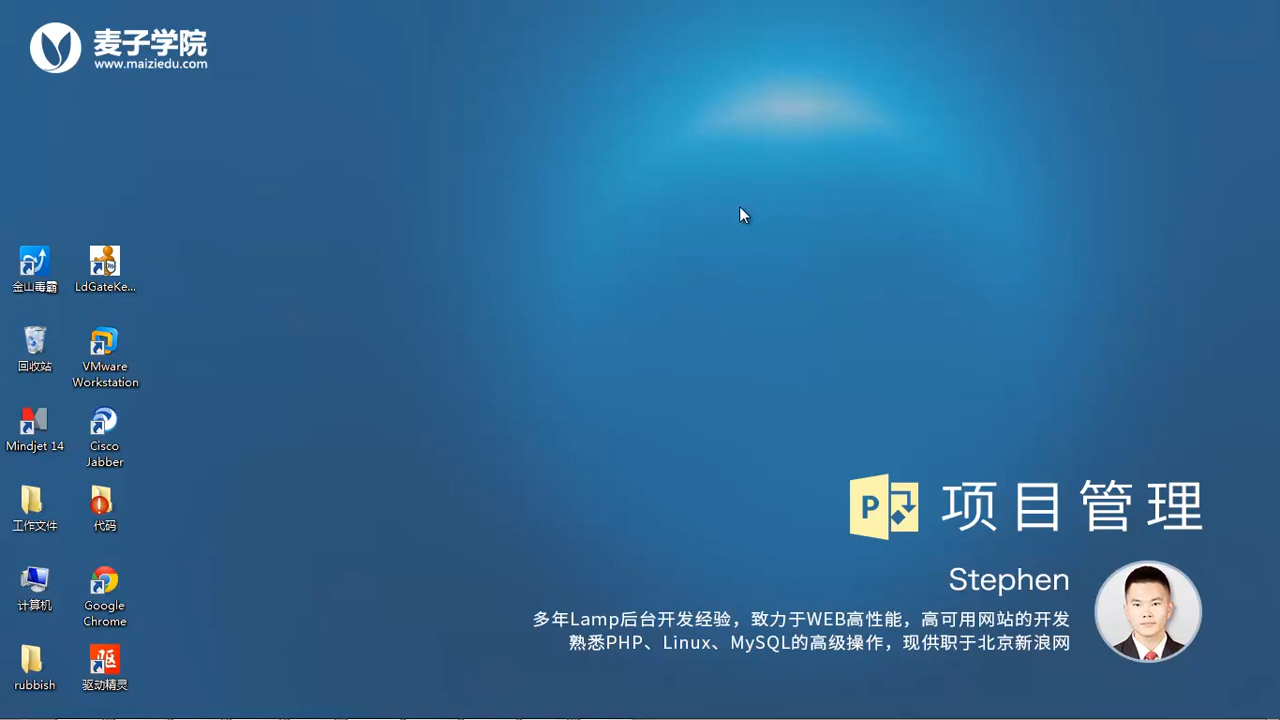 麦子学院
www.maiziedu.com
金山毒霸
LdGateKe...
回收站
VMware
Workstation
Mindjet 14
Cisco
Jabber
工作文件
代码
计算机
Google
Chrome
rubbish
驱
驱动精灵
P
项目管理
Stephen
多年Lamp后台开发经验，致力于WEB高性能，高可用网站的开发
熟悉PHP、Linux、MySQL的高级操作，现供职于北京新浪网